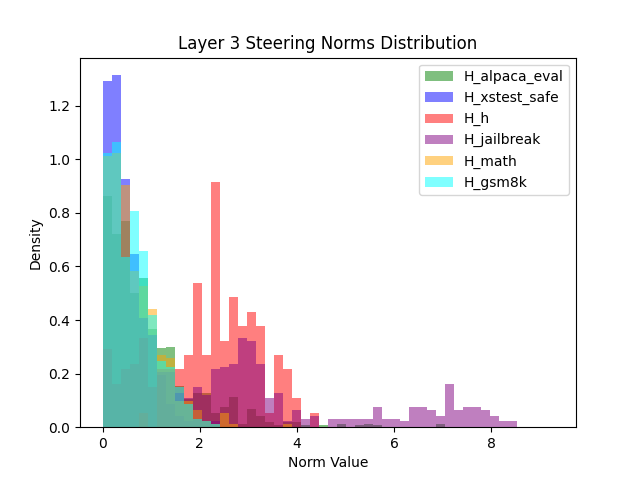 Layer 3 Steering Norms Distribution
H_alpaca_eval
H_xstest_safe
H_h
H_jailbreak
H_math
H_gsm8k
Density
1.2
1.0
0.8
0.6
0.4
0.2
0.0
0 2 4 6 8
Norm Value